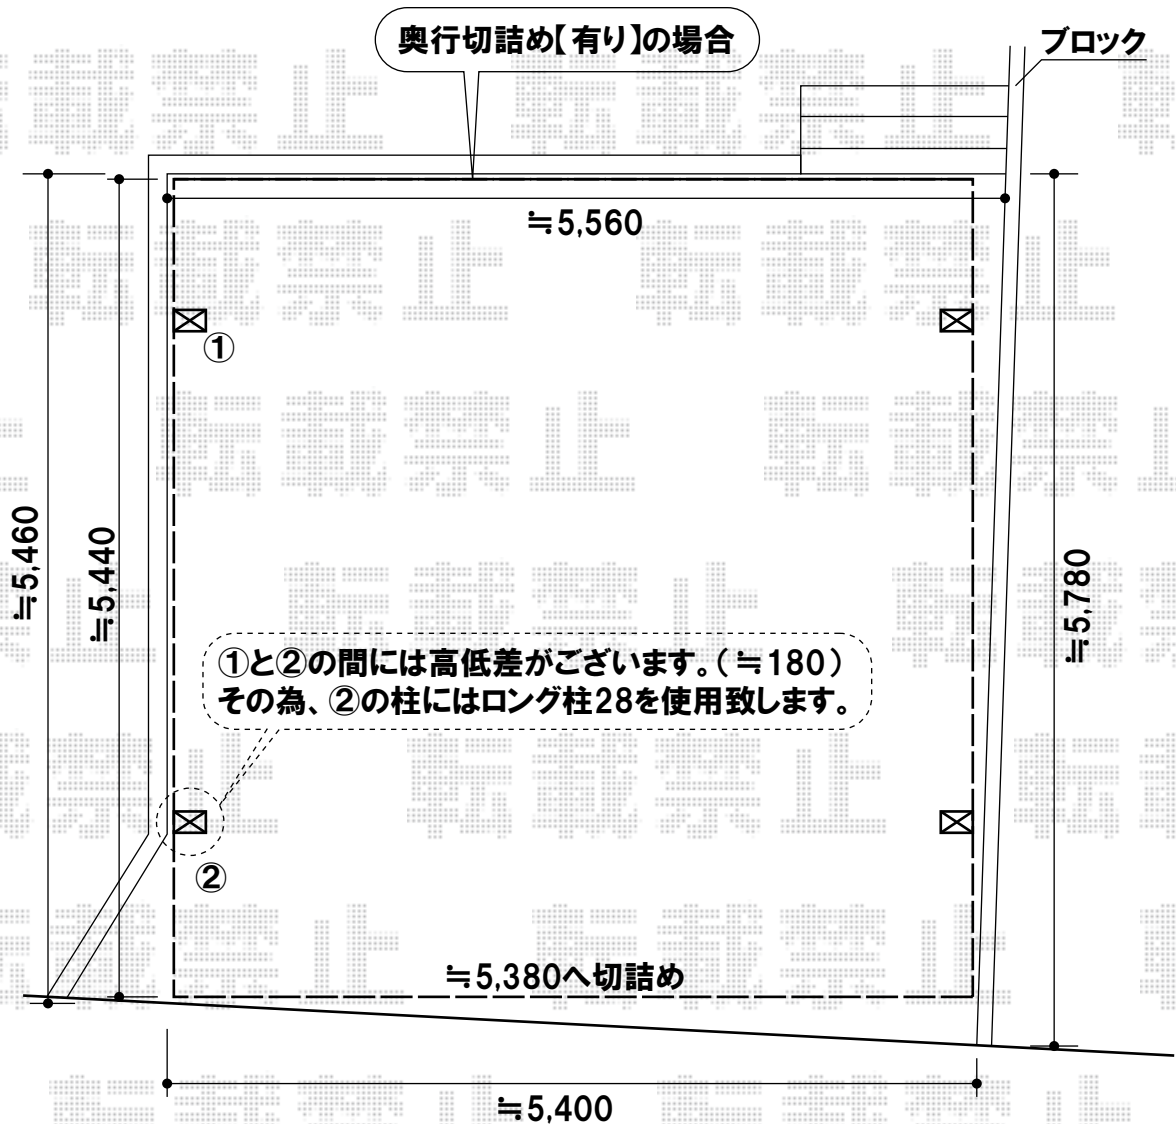 奥行切詰め【有り】の場合
ブロック
≒5,560
①
≒5,460
≒5,440
≒5,780
①と②の間には高低差がございます。(≒180)
その為、②の柱にはロング柱28を使用致します。
②
≒5,380へ切詰め
≒5,400
転載禁止